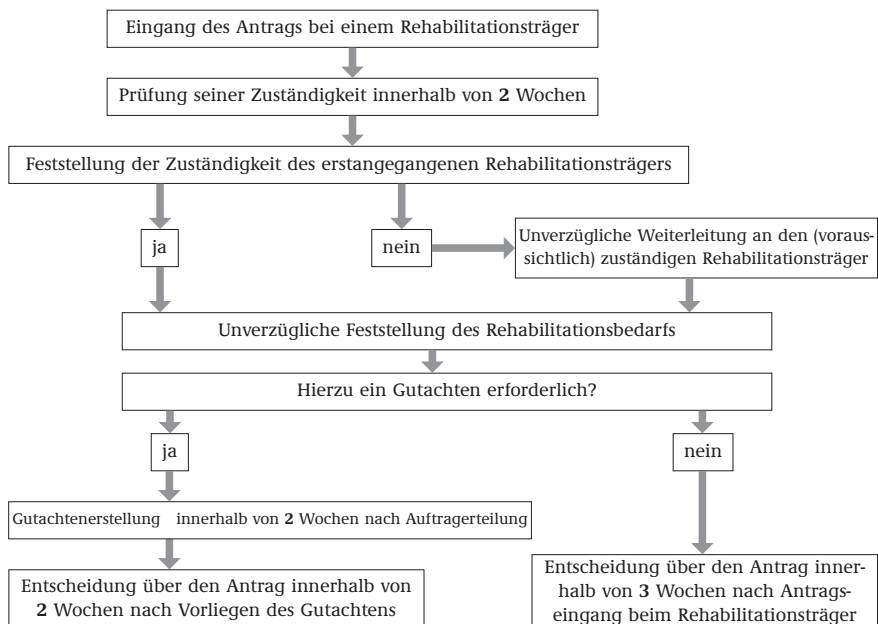 Eingang des Antrags bei einem Rehabilitationsträger
Prüfung seiner Zuständigkeit innerhalb von 2 Wochen
Feststellung der Zuständigkeit des erstangegangenen Rehabilitationsträgers
ja
nein
Unverzügliche Weiterleitung an den (voraus-
sichtlich) zuständigen Rehabilitationsträger
Unverzügliche Feststellung des Rehabilitationsbedarfs
Hierzu ein Gutachten erforderlich?
ja
nein
Gutachtenerstellung innerhalb von 2 Wochen nach Auftragerteilung
Entscheidung über den Antrag innerhalb von
2 Wochen nach Vorliegen des Gutachtens
Entscheidung über den Antrag inner-
halb von 3 Wochen nach Antrags-
eingang beim Rehabilitationsträger